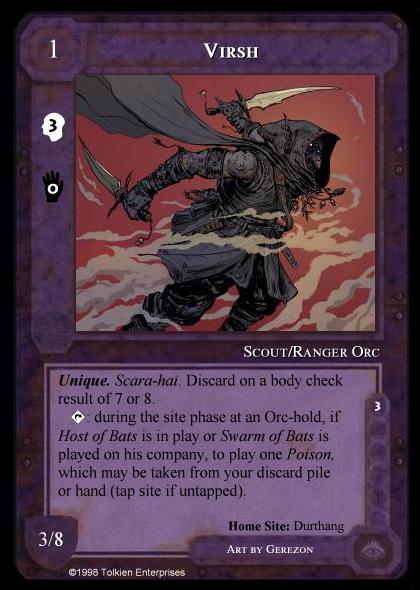 1
VIRSH
3
0
SCOUT/RANGER ORC
Unique. Scara-hai. Discard on a body check
result of 7 or 8.
: during the site phase at an Orc-hold, if
Host of Bats is in play or Swarm of Bats is
played on his company, to play one Poison,
which may be taken from your discard pile
or hand (tap site if untapped).
3
Home Site: Durthang
3/8
ART BY GEREZON
©1998 Tolkien Enterprises